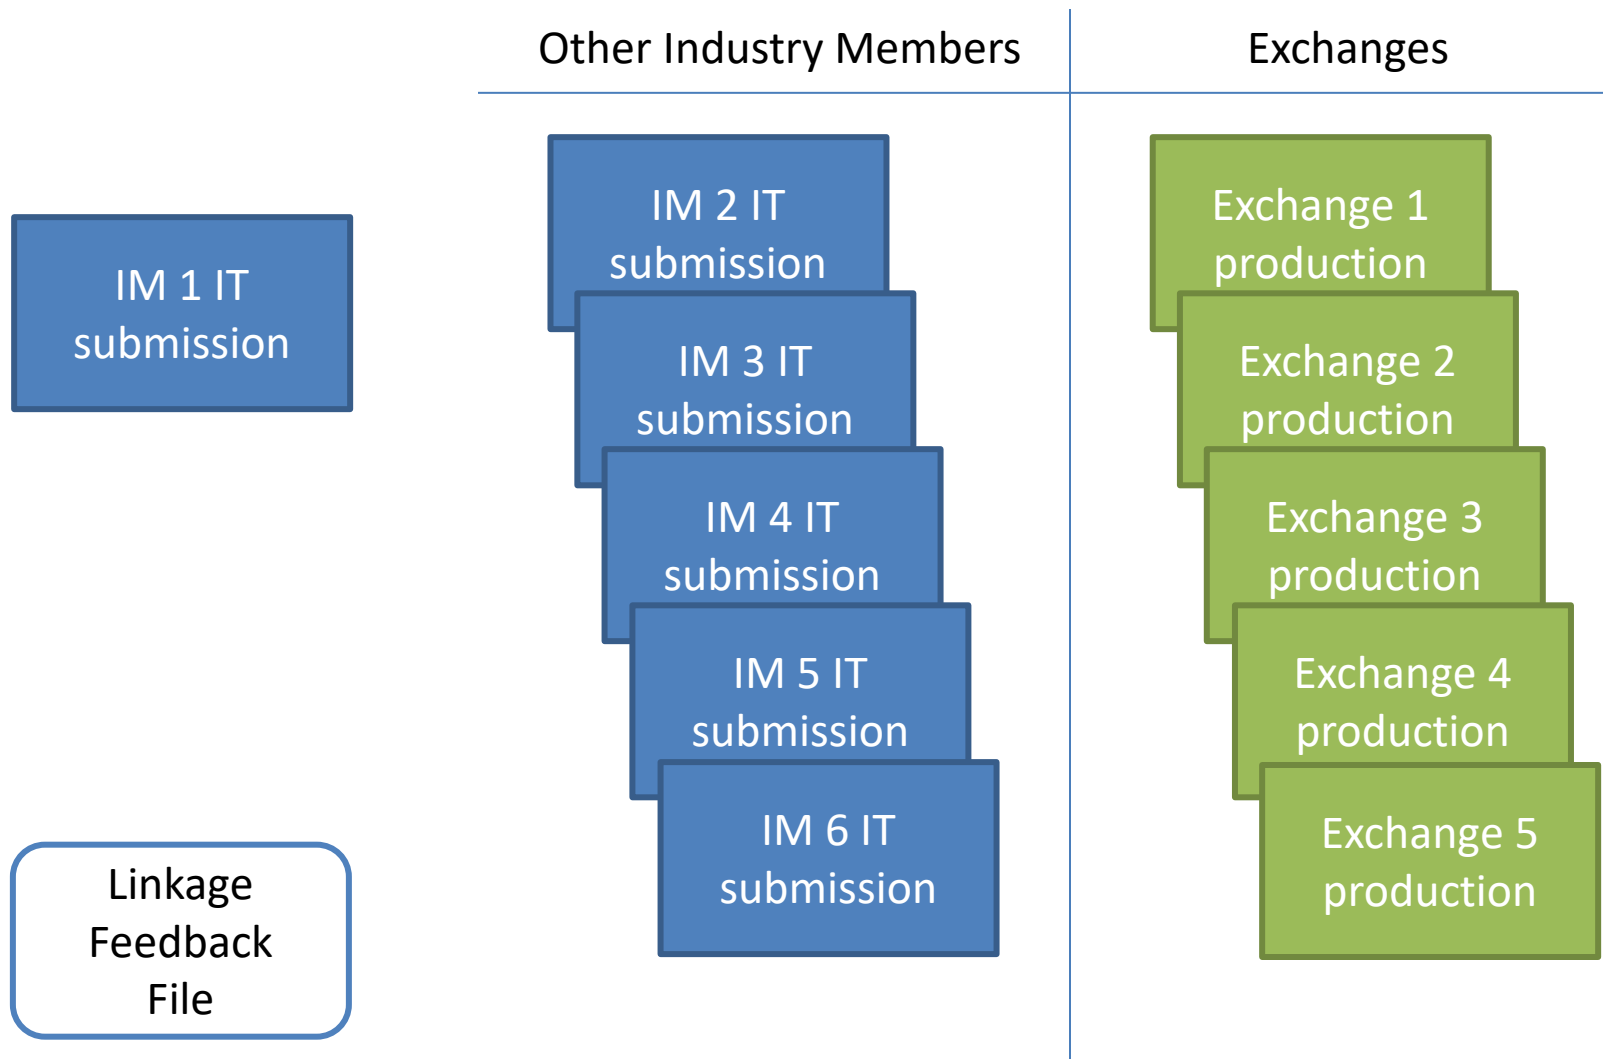 Other Industry Members
Exchanges
IM 1 IT
submission
Linkage
Feedback
File
IM 2 IT
submission
IM 3 IT
submission
IM 4 IT
submission
IM 5 IT
submission
IM 6 IT
submission
Exchange 1
production
Exchange 2
production
Exchange 3
production
Exchange 4
production
Exchange 5
production